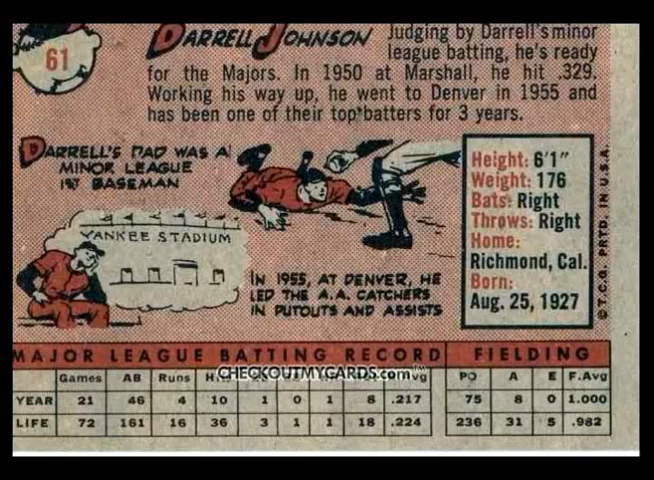 61
DARRELL JOHNSON
Judging by Darrell's minor
league batting, he's ready
for the Majors. In 1950 at Marshall, he hit .329.
Working his way up, he went to Denver in 1955 and
has been one of their top batters for 3 years.
DARRELL'S DAD WAS A
MINOR LEAGUE
1ST BASEMAN
YANKEE STADIUM
IN 1955, AT DENVER, HE
LED THE A.A. CATCHERS
IN PUTOUTS AND ASSISTS
Height: 6'1"
Weight: 176
Bats: Right
Throws: Right
Home:
Richmond, Cal.
Born:
Aug. 25, 1927
© T.C.G. PRTD. IN U.S.A.
MAJOR LEAGUE BATTING RECORD FIELDING
CHECKOUTMYCARDS.com
Games AB Runs PO A E F.Avg
YEAR 21 46 4 10 1 0 1 8 .217 75 8 0 1.000
LIFE 72 161 16 36 3 1 1 18 .224 236 31 5 .982